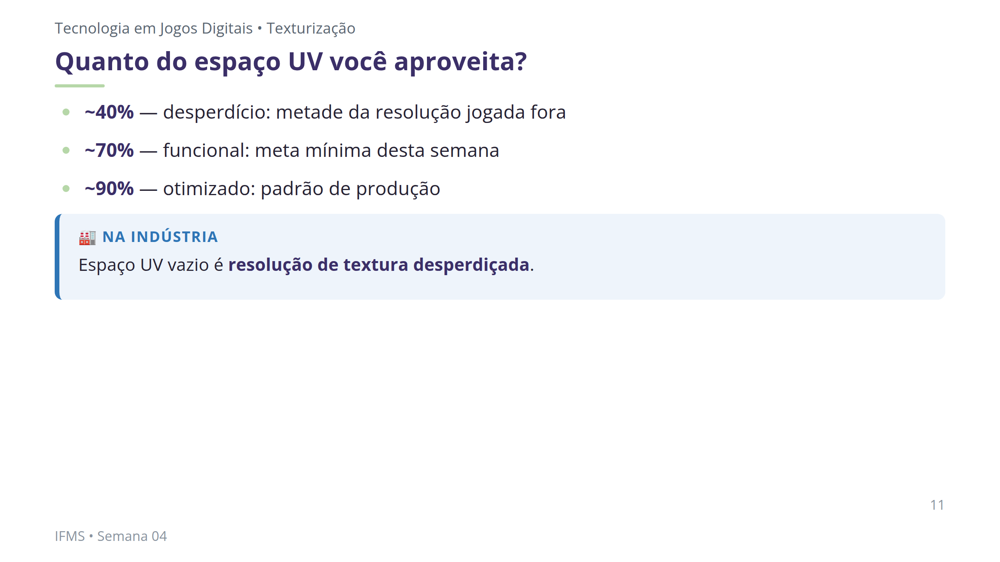 Tecnologia em Jogos Digitais • Texturização
Quanto do espaço UV você aproveita?
~40% — desperdício: metade da resolução jogada fora
~70% — funcional: meta mínima desta semana
~90% — otimizado: padrão de produção
🏭 NA INDÚSTRIA
Espaço UV vazio é resolução de textura desperdiçada.
11
IFMS • Semana 04